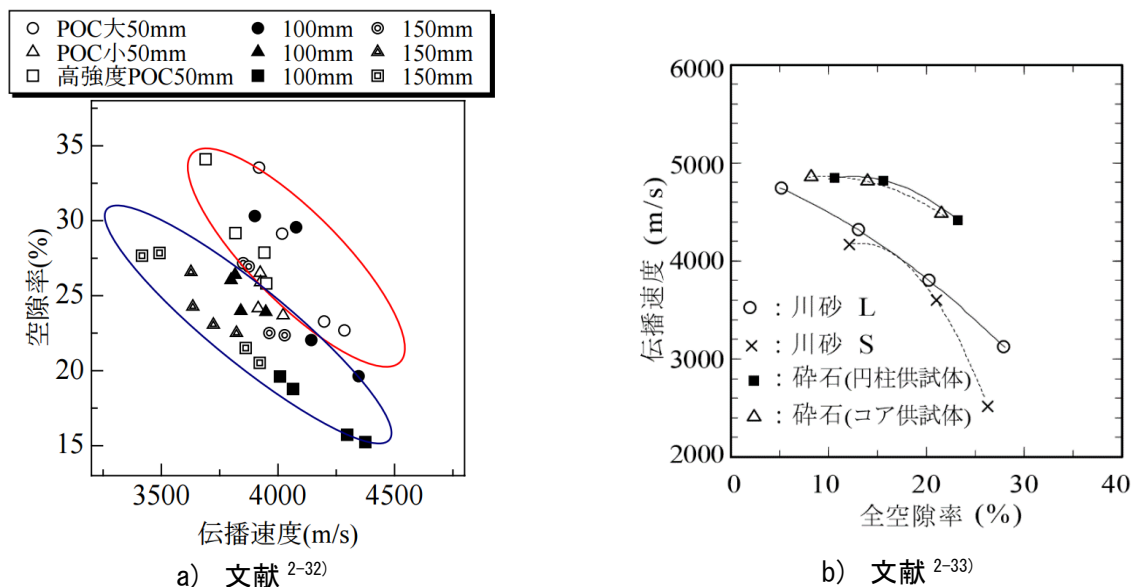 ○ POC大50mm ● 100mm ◎ 150mm
△ POC小50mm ▲ 100mm 150mm
□ 高強度POC50mm ■ 100mm 150mm
35
30
25
20
15
空隙率(%)
3500 4000 4500
伝播速度(m/s)
a) 文献 2-32)
6000
5000
4000
3000
2000
伝播速度 (m/s)
○ : 川砂 L
× : 川砂 S
■ : 砕石(円柱供試体)
△ : 砕石(コア供試体)
0 10 20 30 40
全空隙率 (%)
b) 文献 2-33)